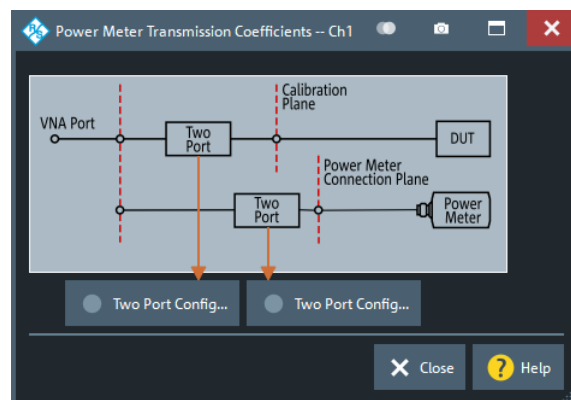 Power Meter Transmission Coefficients -- Ch1
Calibration
Plane
VNA Port
Two
Port
DUT
Power Meter
Connection Plane
Two
Port
Power
Meter
Two Port Config...
Two Port Config...
Close
? Help